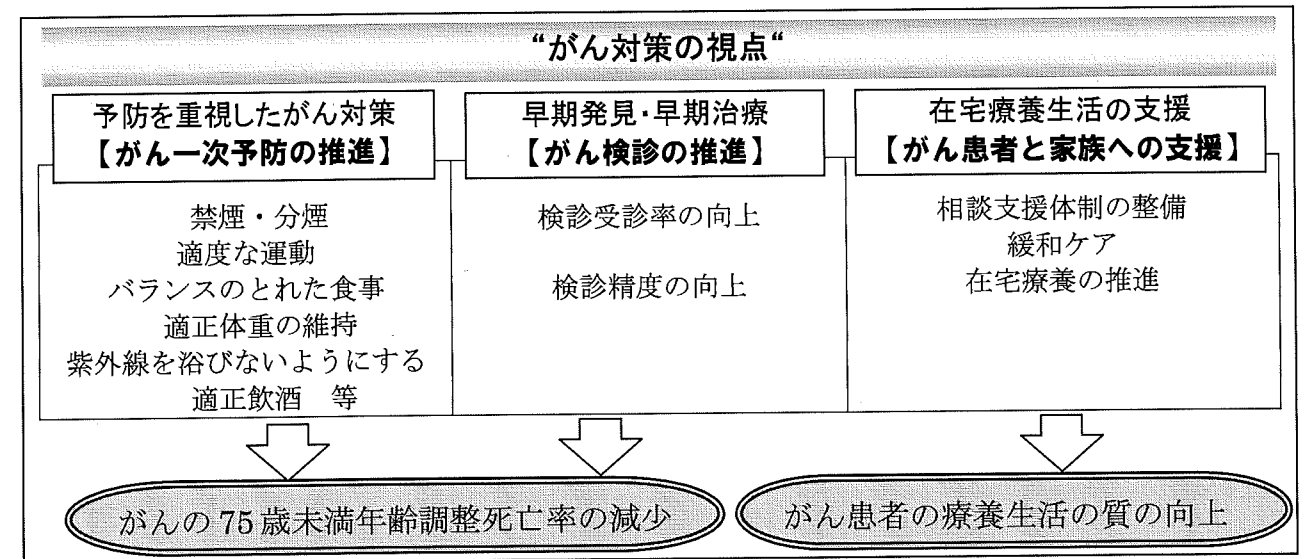 “がん対策の視点“
予防を重視したがん対策
【がん一次予防の推進】
禁煙・分煙
適度な運動
バランスのとれた食事
適正体重の維持
紫外線を浴びないようにする
適正飲酒　等
早期発見・早期治療
【がん検診の推進】
検診受診率の向上
検診精度の向上
在宅療養生活の支援
【がん患者と家族への支援】
相談支援体制の整備
緩和ケア
在宅療養の推進
がんの 75 歳未満年齢調整死亡率の減少
がん患者の療養生活の質の向上